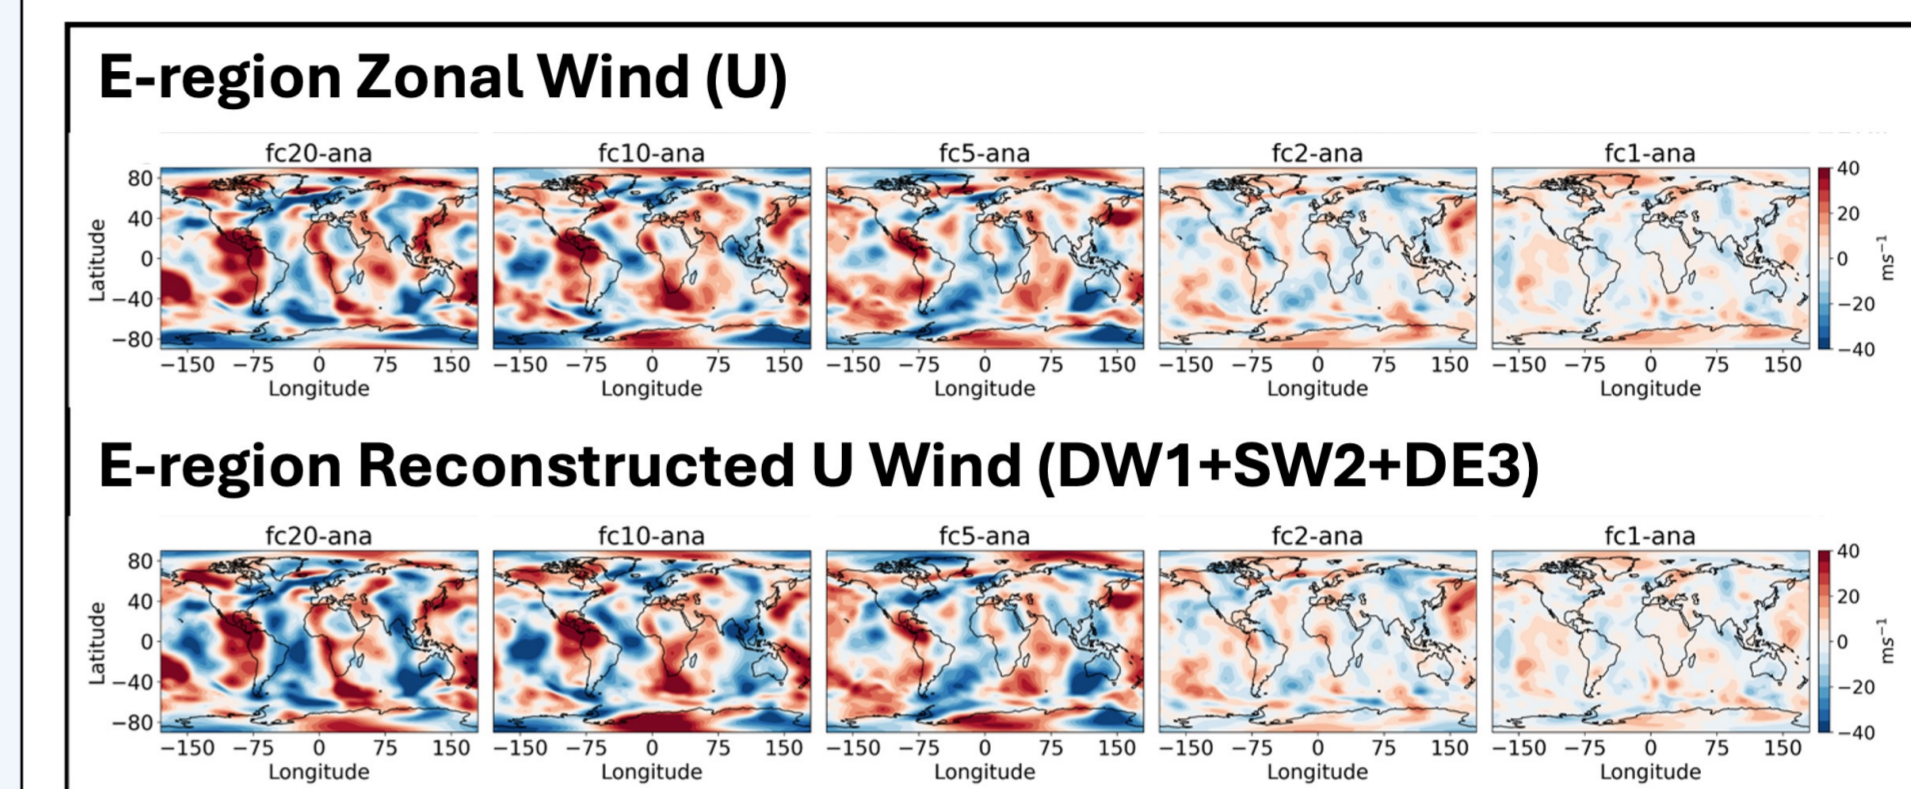 E-region Zonal Wind (U)
fc20-ana fc10-ana fc5-ana fc2-ana fc1-ana
80
40
0
−40
−80
Latitude
−150 −75 0 75 150 −150 −75 0 75 150 −150 −75 0 75 150 −150 −75 0 75 150 −150 −75 0 75 150
Longitude Longitude Longitude Longitude Longitude
40
20
0
−20
−40
ms⁻¹
E-region Reconstructed U Wind (DW1+SW2+DE3)
fc20-ana fc10-ana fc5-ana fc2-ana fc1-ana
80
40
0
−40
−80
Latitude
−150 −75 0 75 150 −150 −75 0 75 150 −150 −75 0 75 150 −150 −75 0 75 150 −150 −75 0 75 150
Longitude Longitude Longitude Longitude Longitude
40
20
0
−20
−40
ms⁻¹